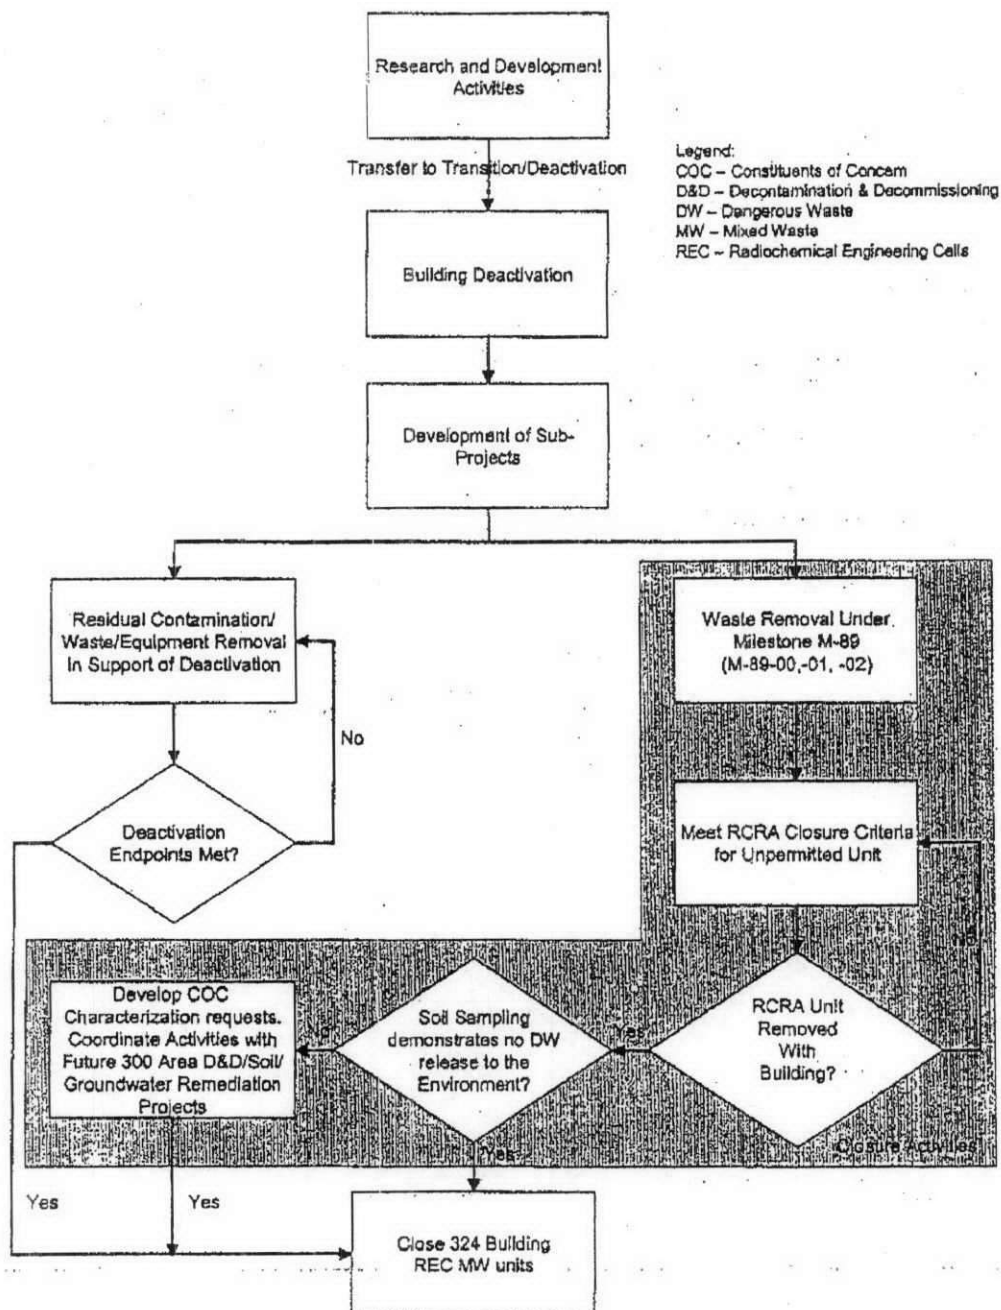 Research and Development
Activities
Transfer to Transition/Deactivation
Legend:
COC – Constituents of Concern
D&D – Decontamination & Decommissioning
DW – Dangerous Waste
MW – Mixed Waste
REC – Radiochemical Engineering Cells
Building Deactivation
Development of Sub-
Projects
Residual Contamination/
Waste/Equipment Removal
In Support of Deactivation
Waste Removal Under
Milestone M-89
(M-89-00,-01, -02)
No
Deactivation
Endpoints Met?
Meet RCRA Closure Criteria
for Unpermitted Unit
No
Develop COC
Characterization requests.
Coordinate Activities with
Future 300 Area D&D/Soil/
Groundwater Remediation
Projects
No
Soil Sampling
demonstrates no DW
release to the
Environment?
Yes
RCRA Unit
Removed
With
Building?
Closure Activities
Yes
Yes
Yes
Close 324 Building
REC MW units